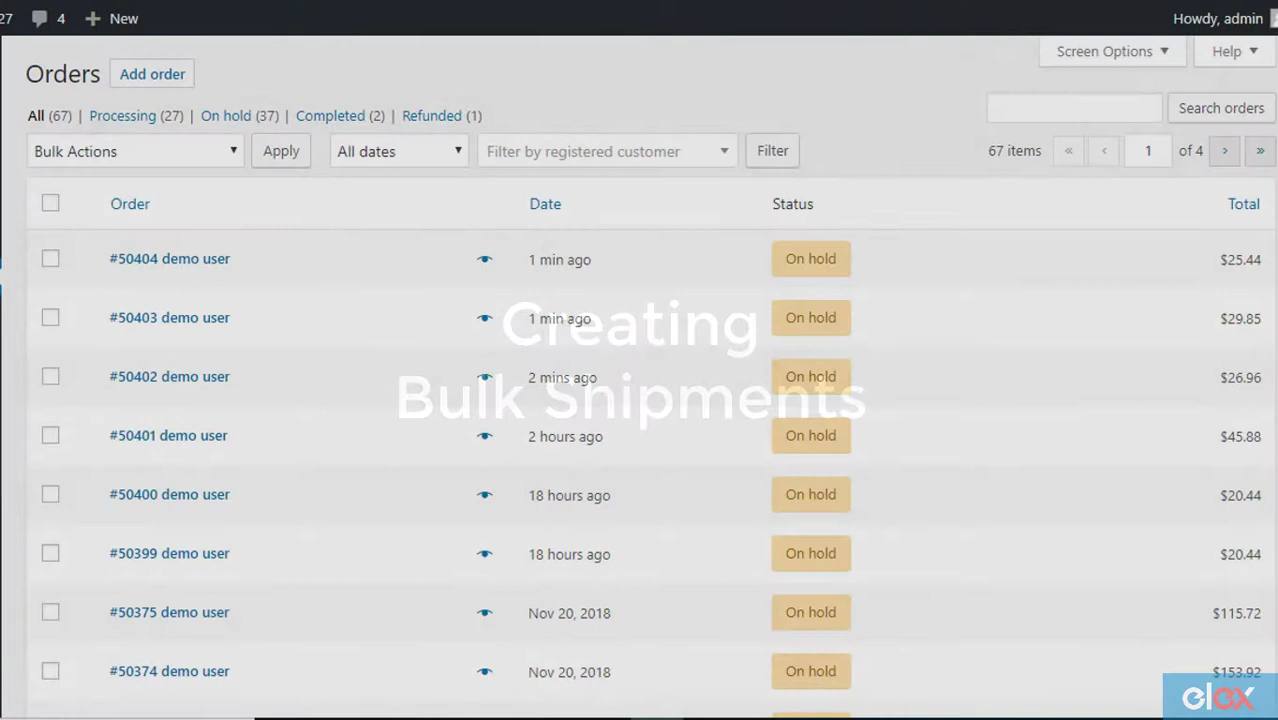 27 4 New Howdy, admin
Screen Options ▼ Help ▼
Orders Add order
All (67) | Processing (27) | On hold (37) | Completed (2) | Refunded (1)
Search orders
Bulk Actions ▼ Apply All dates ▼ Filter by registered customer ▼ Filter 67 items « ‹ 1 of 4 › »
Order Date Status Total
#50404 demo user 1 min ago On hold $25.44
#50403 demo user 1 min ago On hold $29.85
Creating
#50402 demo user 2 mins ago On hold $26.96
Bulk Shipments
#50401 demo user 2 hours ago On hold $45.88
#50400 demo user 18 hours ago On hold $20.44
#50399 demo user 18 hours ago On hold $20.44
#50375 demo user Nov 20, 2018 On hold $115.72
#50374 demo user Nov 20, 2018 On hold $153.92
elex